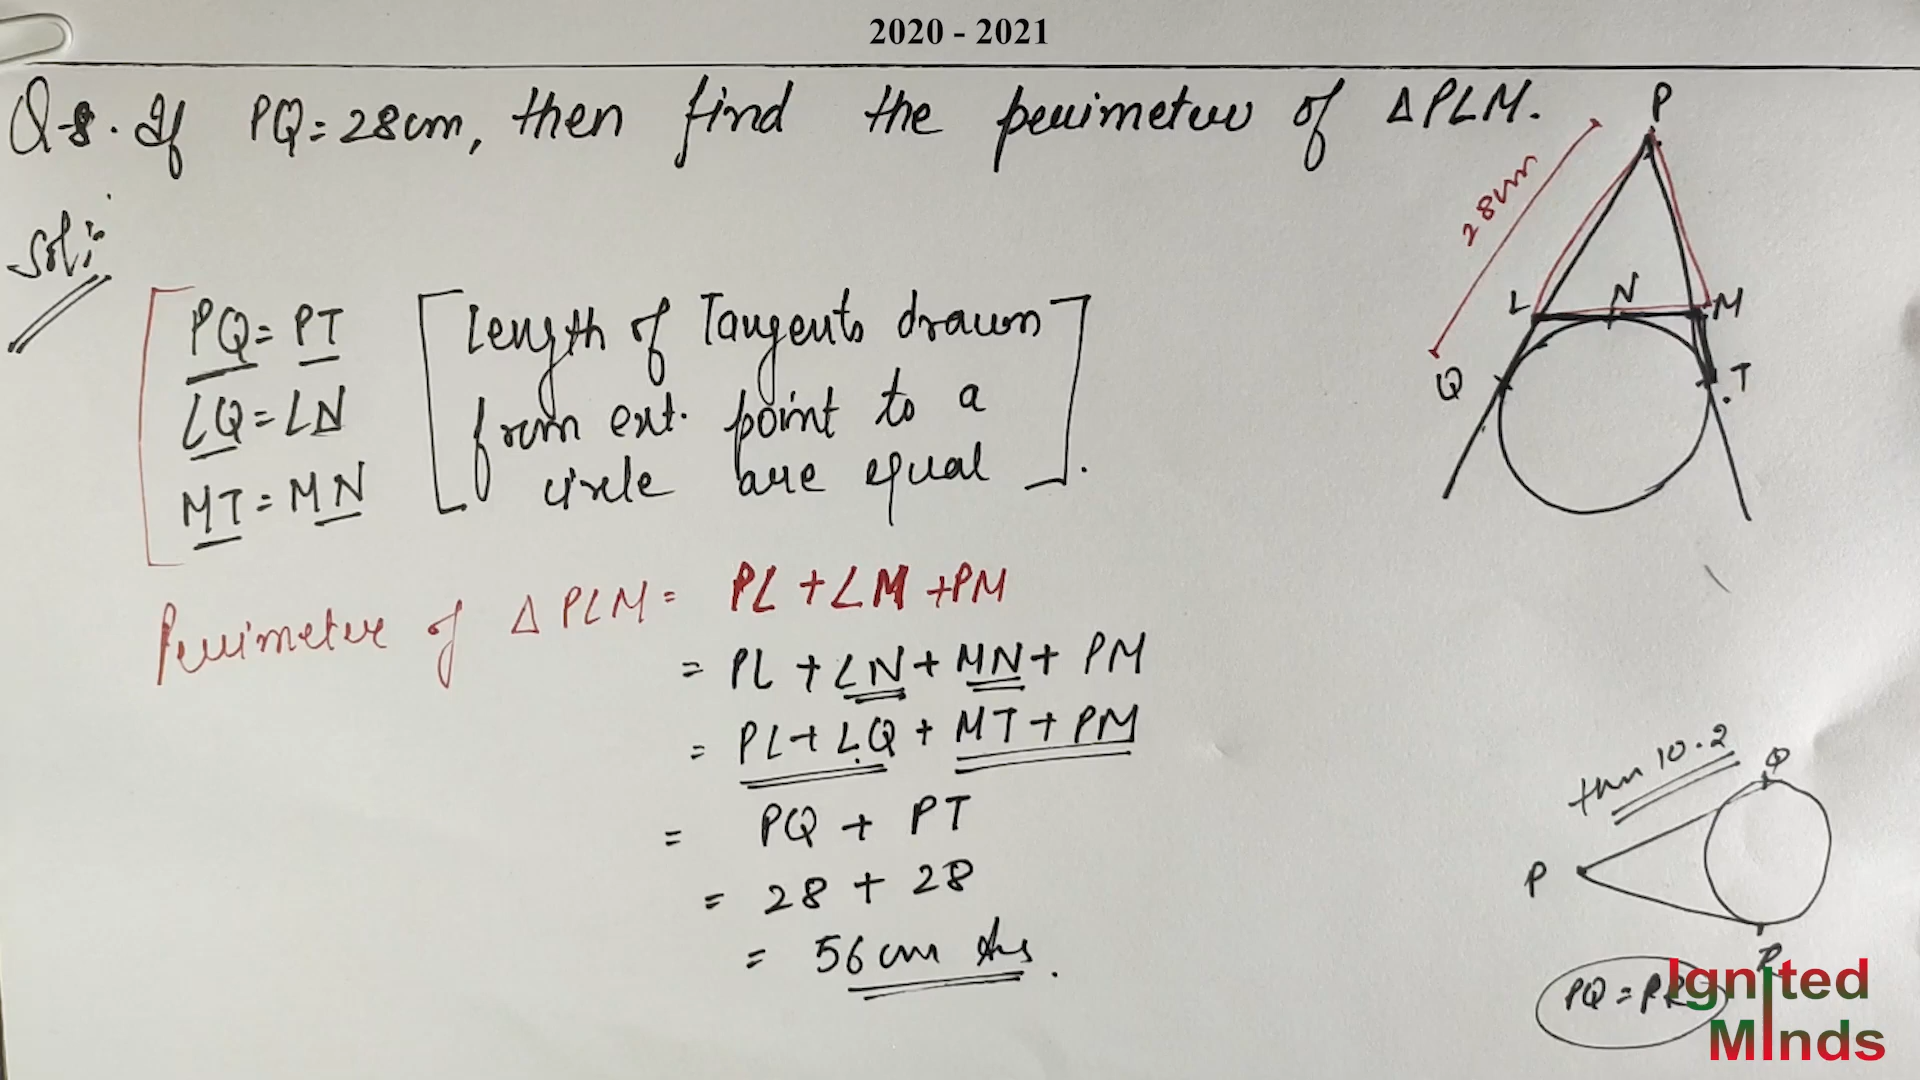 2020 - 2021
Q-8. If PQ = 28cm, then find the perimeter of ΔPLM.
P
28cm
L N M
Q T
Sol:-
PQ = PT [Length of Tangents drawn
LQ = LN from ext. point to a
MT = MN circle are equal].
Perimeter of Δ PLM = PL + LM + PM
= PL + LN + MN + PM
= PL + LQ + MT + PM
= PQ + PT
= 28 + 28
= 56 cm Ans.
thm 10.2
Q
P
R
PQ = PR
Ignited
Minds